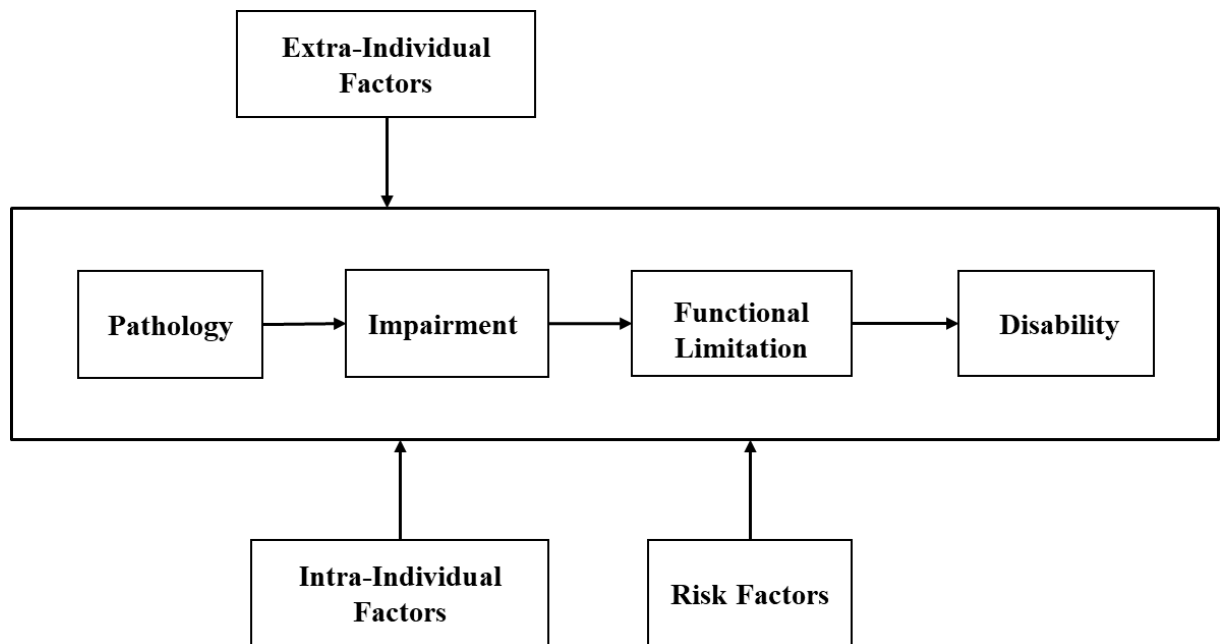 Extra-Individual
Factors
Pathology
Impairment
Functional
Limitation
Disability
Intra-Individual
Factors
Risk Factors